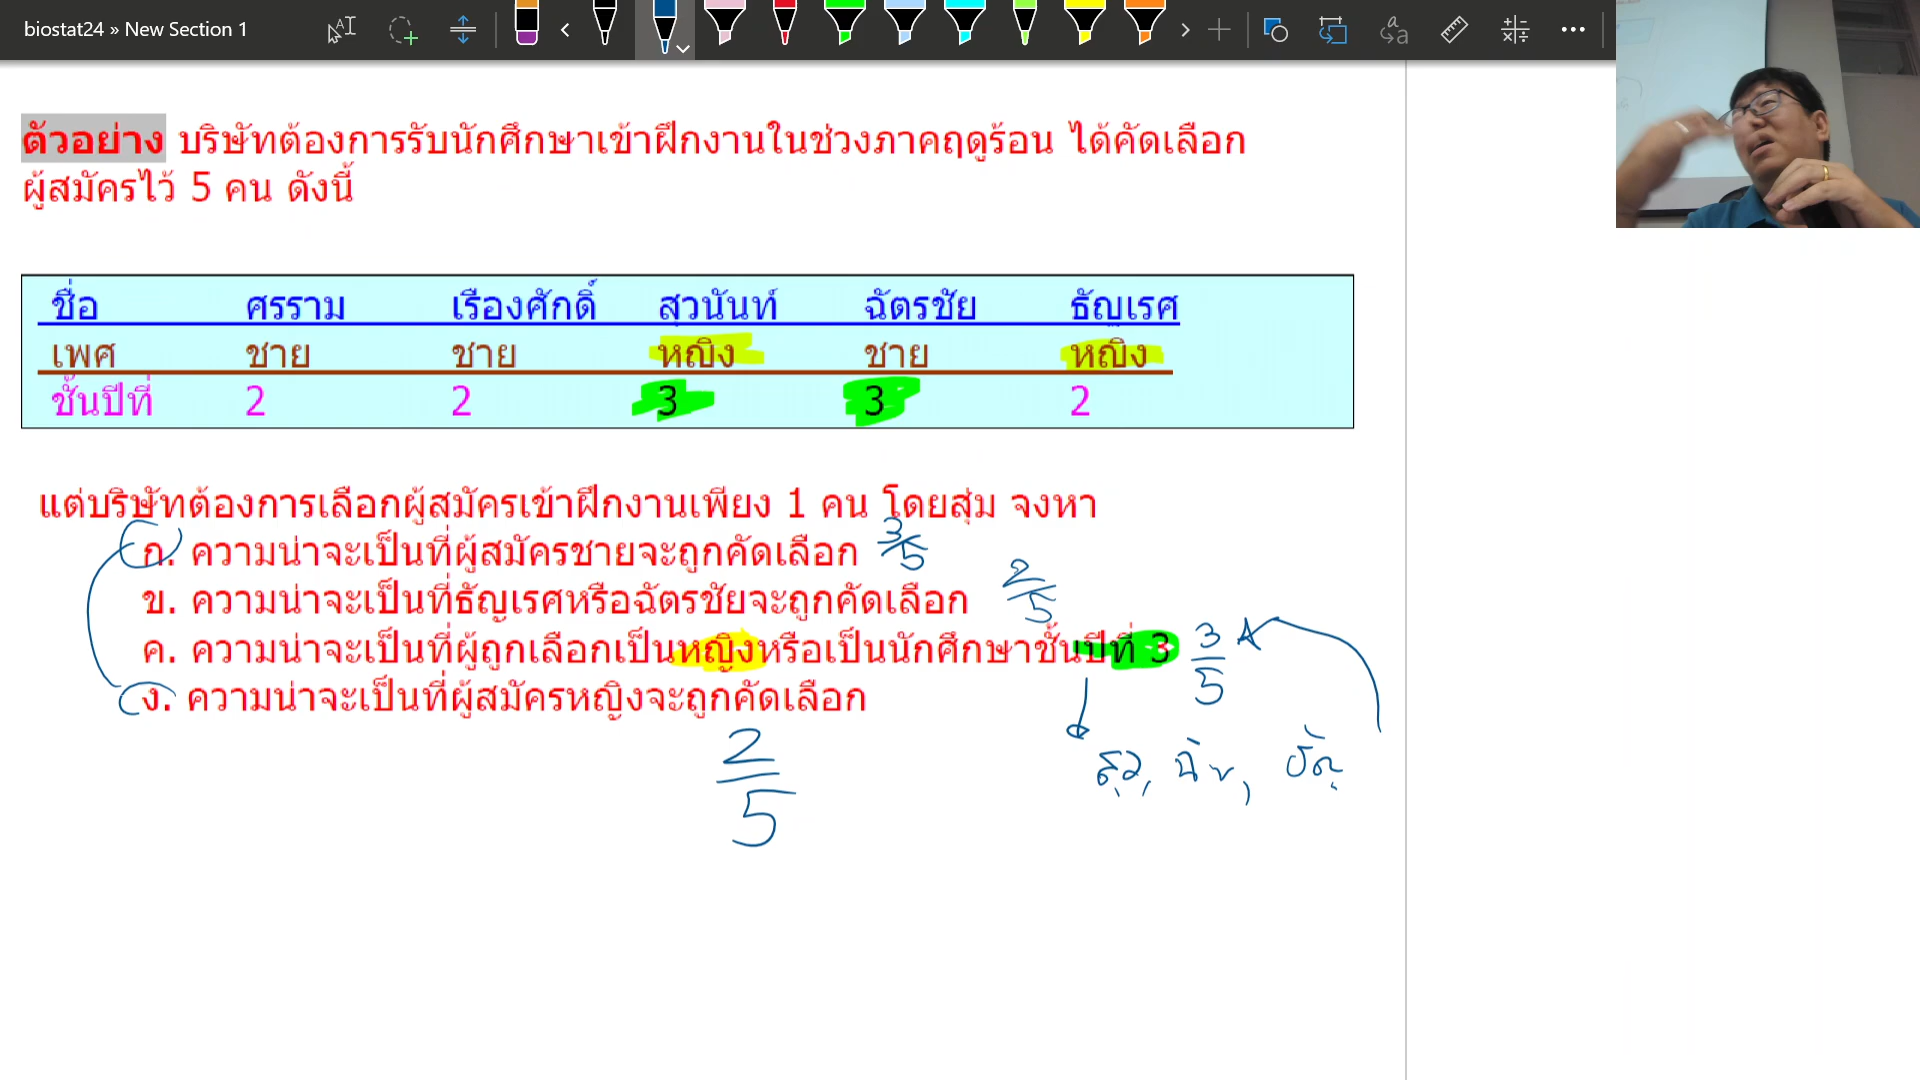 biostat24 » New Section 1
ตัวอย่าง บริษัทต้องการรับนักศึกษาเข้าฝึกงานในช่วงภาคฤดูร้อน ได้คัดเลือก
ผู้สมัครไว้ 5 คน ดังนี้
ชื่อ ศรราม เรืองศักดิ์ สุวนันท์ ฉัตรชัย ธัญเรศ
เพศ ชาย ชาย หญิง ชาย หญิง
ชั้นปีที่ 2 2 3 3 2
แต่บริษัทต้องการเลือกผู้สมัครเข้าฝึกงานเพียง 1 คน โดยสุ่ม จงหา
ก. ความน่าจะเป็นที่ผู้สมัครชายจะถูกคัดเลือก 3/5
ข. ความน่าจะเป็นที่ธัญเรศหรือฉัตรชัยจะถูกคัดเลือก 2/5
ค. ความน่าจะเป็นที่ผู้ถูกเลือกเป็นหญิงหรือเป็นนักศึกษาชั้นปีที่ 3 3/5
ง. ความน่าจะเป็นที่ผู้สมัครหญิงจะถูกคัดเลือก
2/5